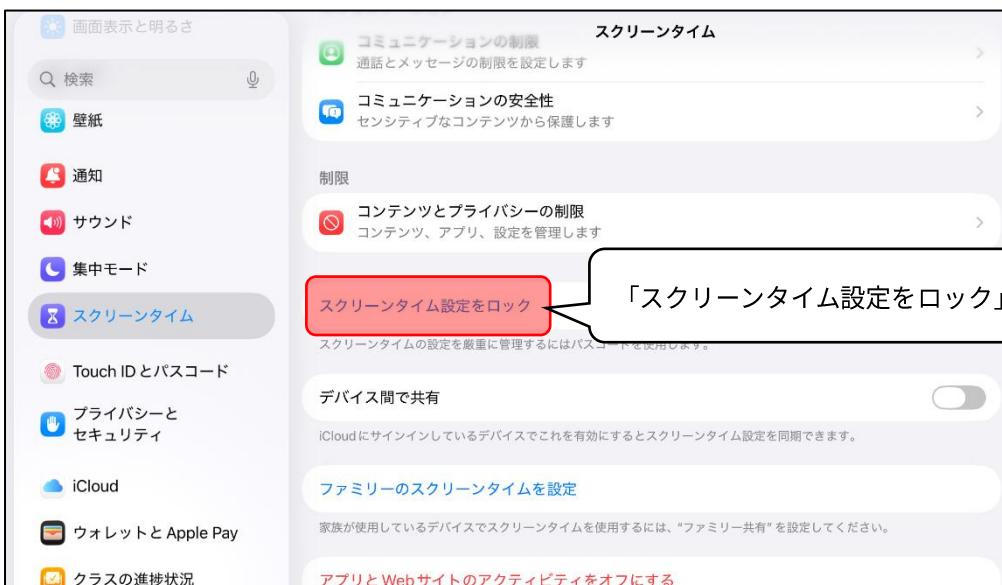 画面表示と明るさ
検索
壁紙
通知
サウンド
集中モード
スクリーンタイム
Touch IDとパスコード
プライバシーと
セキュリティ
iCloud
ウォレットと Apple Pay
クラスの進捗状況
スクリーンタイム
コミュニケーションの制限
通話とメッセージの制限を設定します
コミュニケーションの安全性
センシティブなコンテンツから保護します
制限
コンテンツとプライバシーの制限
コンテンツ、アプリ、設定を管理します
スクリーンタイム設定をロック
「スクリーンタイム設定をロック」
スクリーンタイムの設定を厳重に管理するにはパスコードを使用します。
デバイス間で共有
iCloudにサインインしているデバイスでこれを有効にするとスクリーンタイム設定を同期できます。
ファミリーのスクリーンタイムを設定
家族が使用しているデバイスでスクリーンタイムを使用するには、“ファミリー共有” を設定してください。
アプリと Webサイトのアクティビティをオフにする